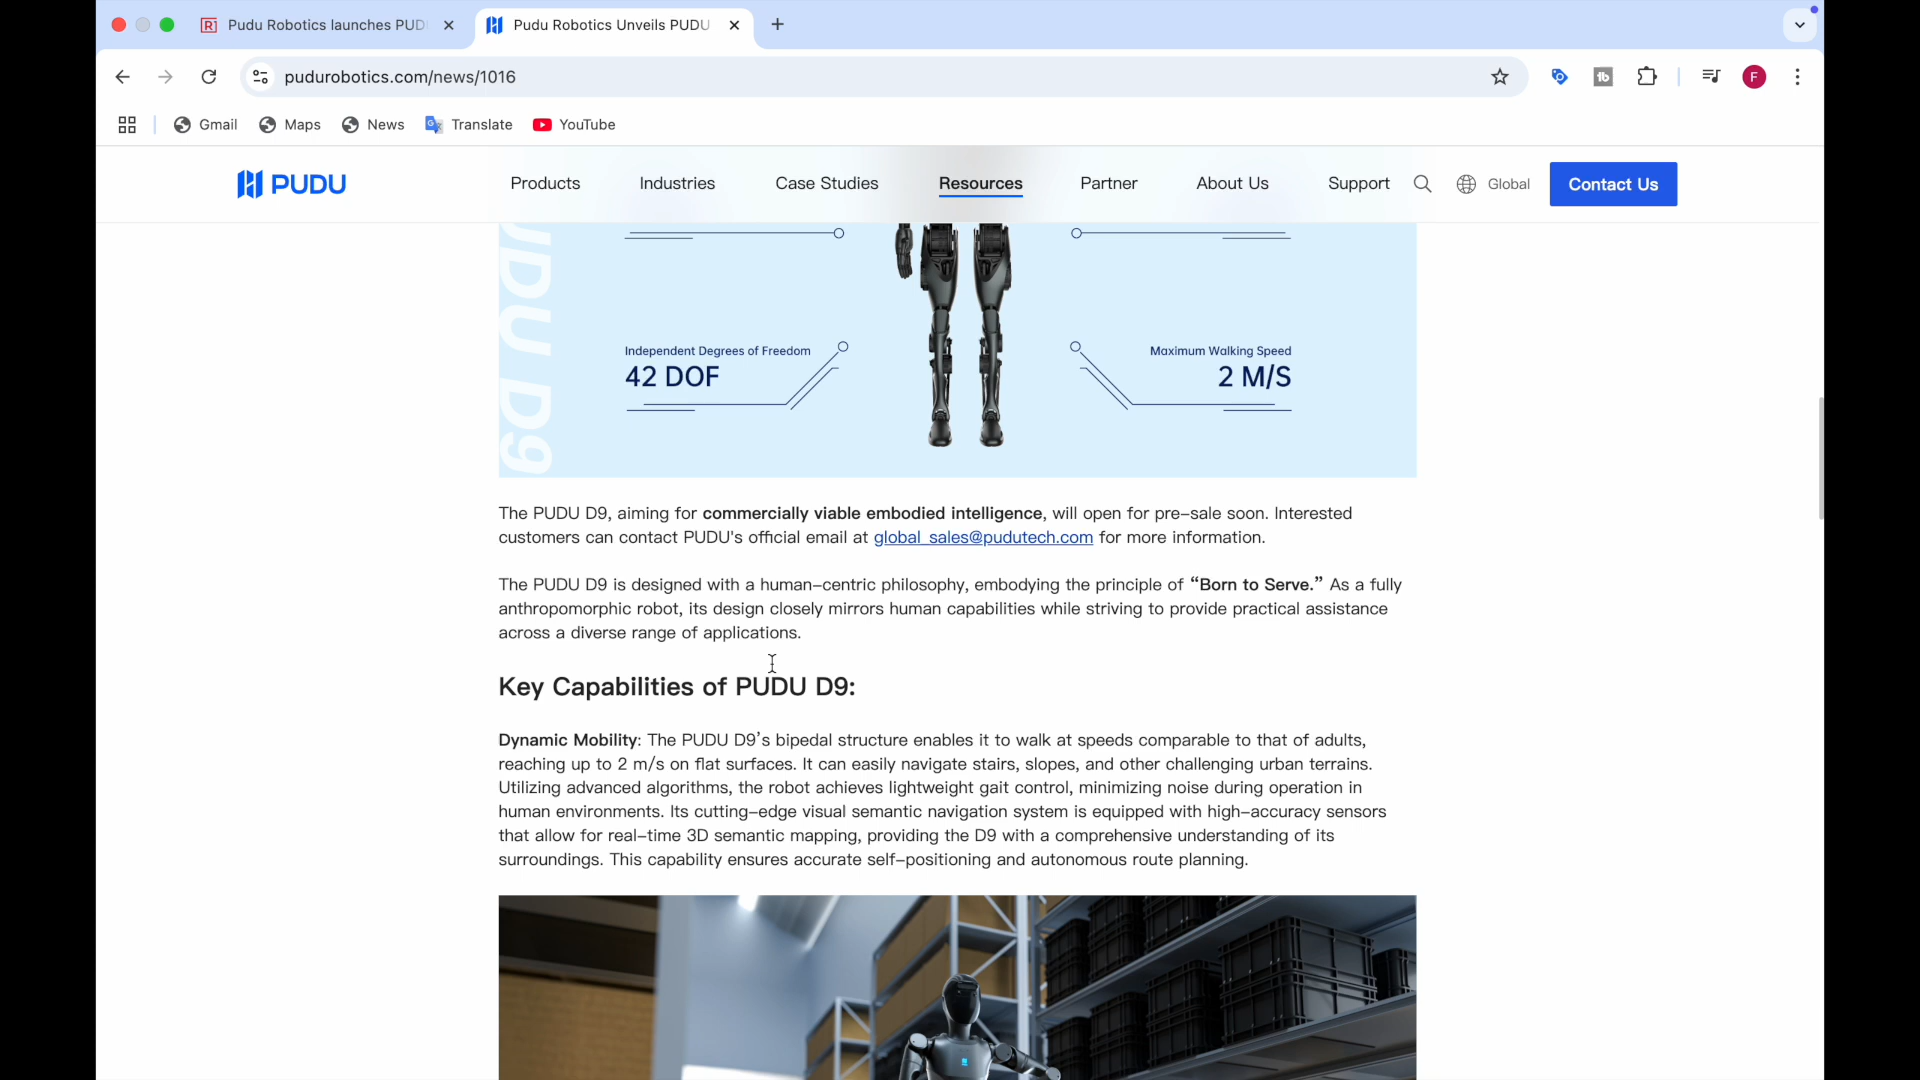 Pudu Robotics launches PUD
Pudu Robotics Unveils PUDU
pudurobotics.com/news/1016
F
Gmail
Maps
News
Translate
YouTube
PUDU
Products
Industries
Case Studies
Resources
Partner
About Us
Support
Global
Contact Us
UDU D9
Independent Degrees of Freedom
42 DOF
Maximum Walking Speed
2 M/S
The PUDU D9, aiming for commercially viable embodied intelligence, will open for pre-sale soon. Interested
customers can contact PUDU's official email at global_sales@pudutech.com for more information.
The PUDU D9 is designed with a human-centric philosophy, embodying the principle of “Born to Serve.” As a fully
anthropomorphic robot, its design closely mirrors human capabilities while striving to provide practical assistance
across a diverse range of applications.
Key Capabilities of PUDU D9:
Dynamic Mobility: The PUDU D9’s bipedal structure enables it to walk at speeds comparable to that of adults,
reaching up to 2 m/s on flat surfaces. It can easily navigate stairs, slopes, and other challenging urban terrains.
Utilizing advanced algorithms, the robot achieves lightweight gait control, minimizing noise during operation in
human environments. Its cutting-edge visual semantic navigation system is equipped with high-accuracy sensors
that allow for real-time 3D semantic mapping, providing the D9 with a comprehensive understanding of its
surroundings. This capability ensures accurate self-positioning and autonomous route planning.